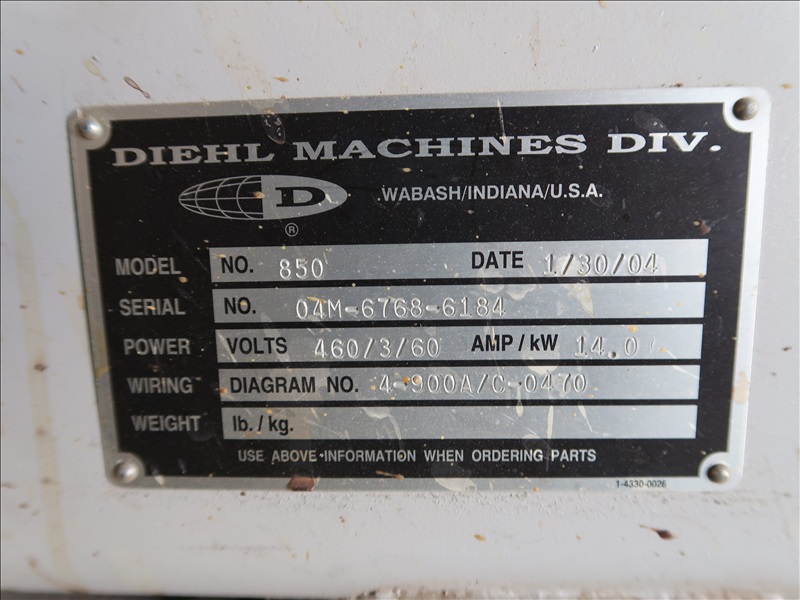 DIEHL MACHINES DIV.
D
WABASH/INDIANA/U.S.A.
®
MODEL NO. 850 DATE 1/30/04
SERIAL NO. 04M-6768-6184
POWER VOLTS 460/3/60 AMP/kW 14.0/
WIRING DIAGRAM NO. 4-900A/C-0470
WEIGHT lb./kg.
USE ABOVE INFORMATION WHEN ORDERING PARTS
1-4330-0026